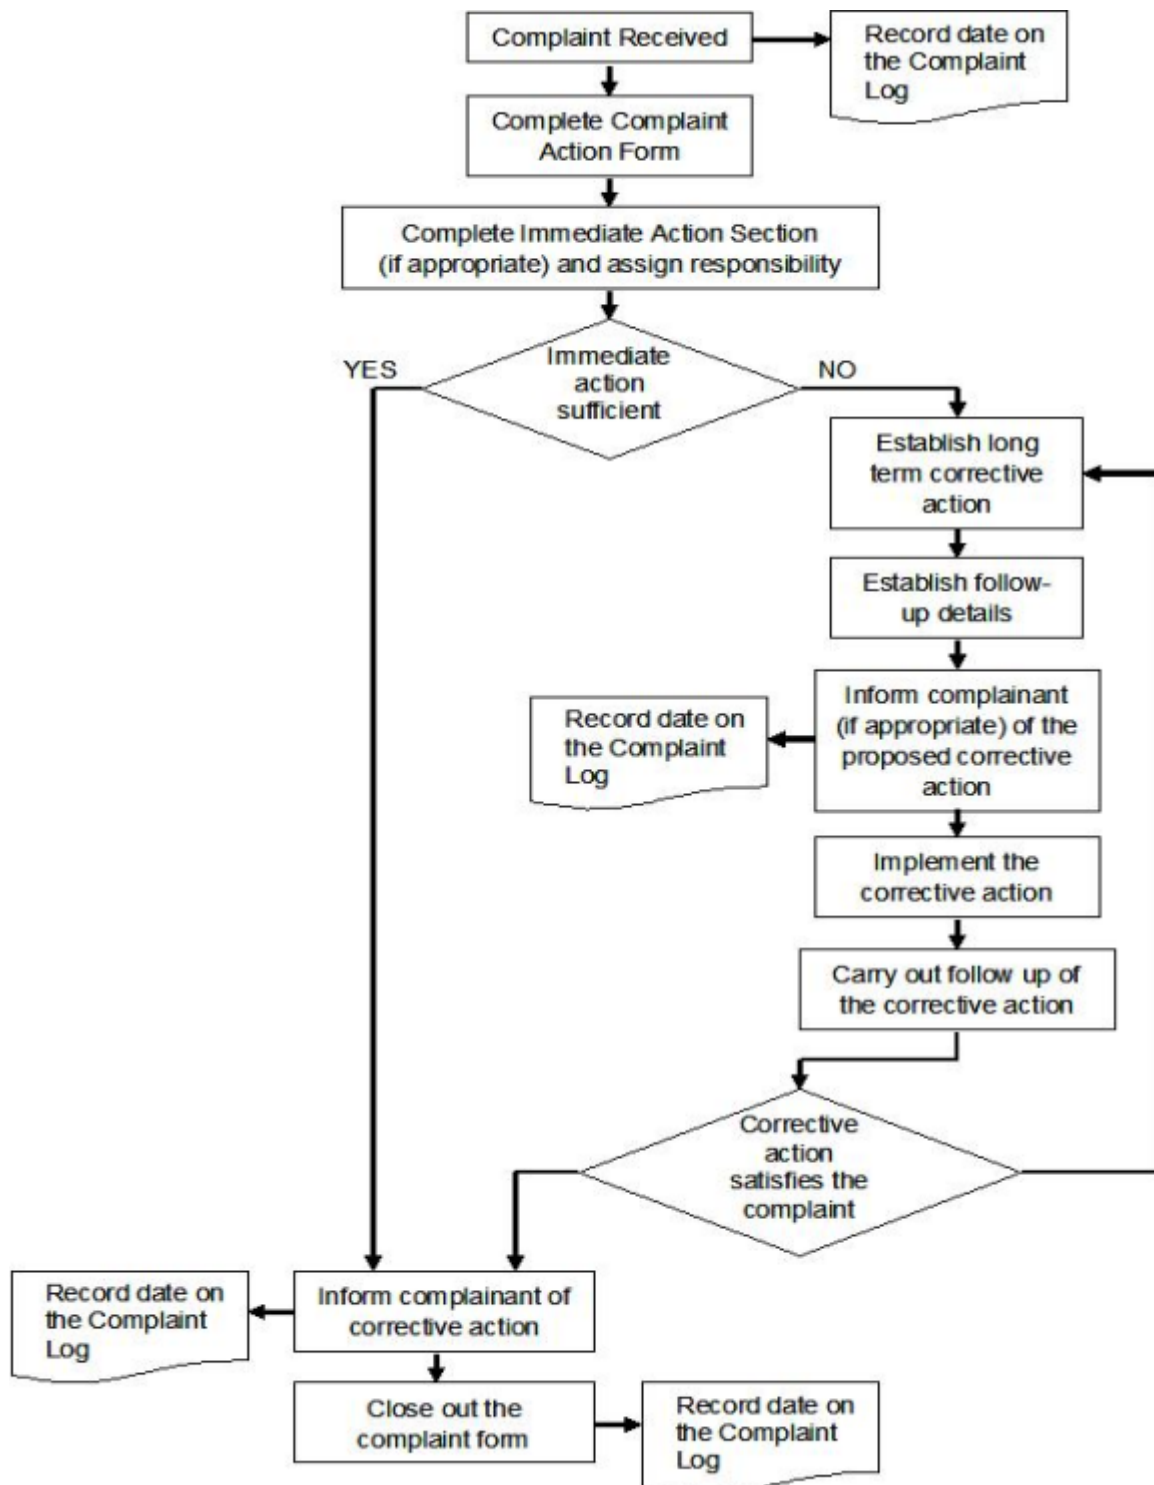 Complaint Received
Record date on
the Complaint
Log
Complete Complaint
Action Form
Complete Immediate Action Section
(if appropriate) and assign responsibility
YES
Immediate
action
sufficient
NO
Establish long
term corrective
action
Establish follow-
up details
Inform complainant
(if appropriate) of the
proposed corrective
action
Record date on
the Complaint
Log
Implement the
corrective action
Carry out follow up of
the corrective action
Corrective
action
satisfies the
complaint
Record date on
the Complaint
Log
Inform complainant of
corrective action
Close out the
complaint form
Record date on
the Complaint
Log